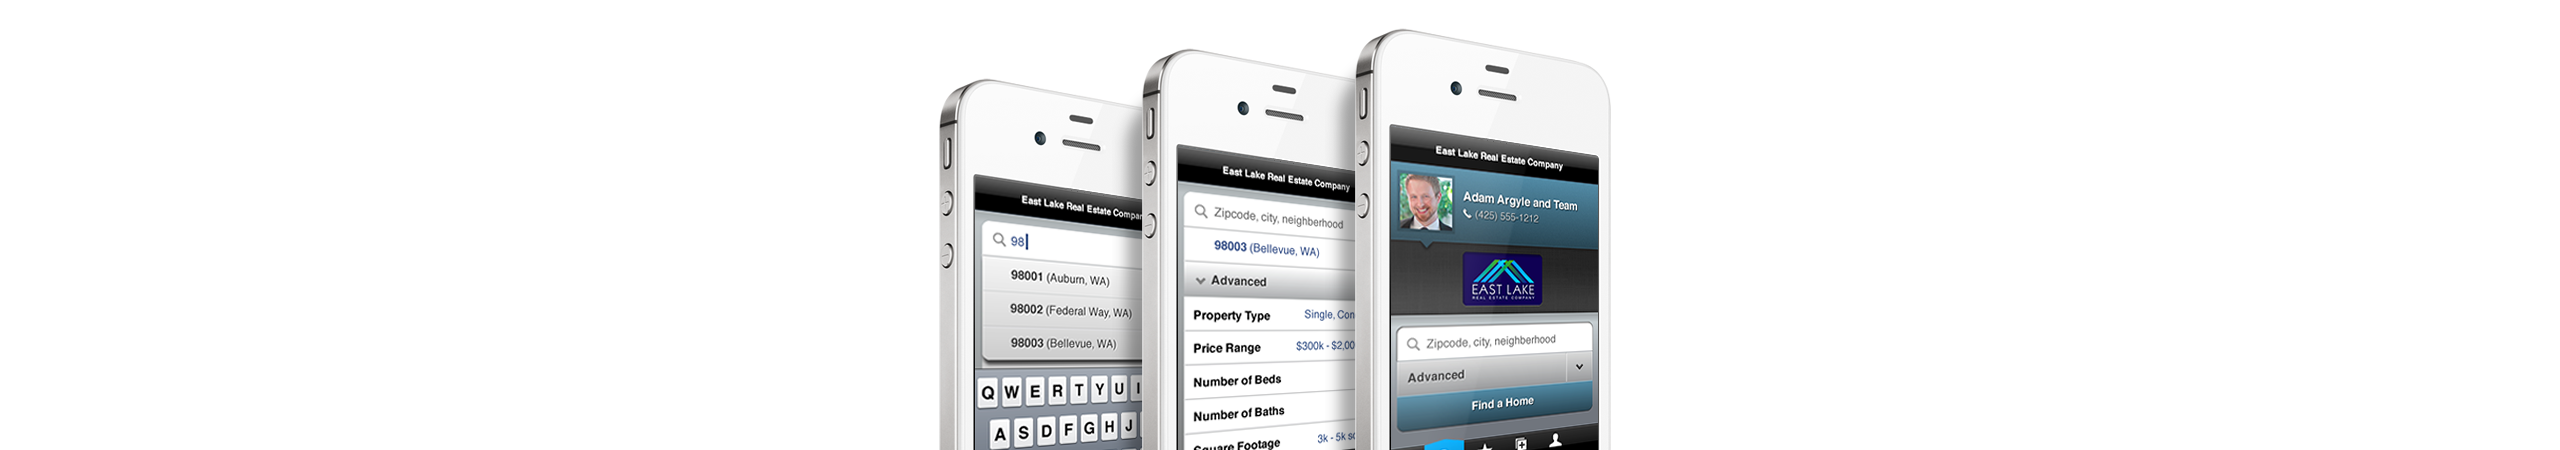 East Lake Real Estate Compan
98
98001 (Auburn, WA)
98002 (Federal Way, WA)
98003 (Bellevue, WA)
Q W E R T Y U I
A S D F G H J
East Lake Real Estate Company
Zipcode, city, neighberhood
98003 (Bellevue, WA)
Advanced
Property Type Single, Con
Price Range $300k - $2,00
Number of Beds
Number of Baths
Square Footage 3k - 5k sq
East Lake Real Estate Company
Adam Argyle and Team
(425) 555-1212
EAST LAKE
REAL ESTATE COMPANY
Zipcode, city, neighberhood
Advanced
Find a Home